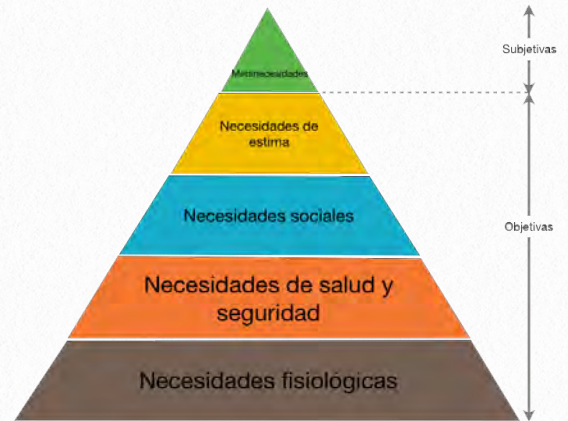 Subjetivas
Metanecesidades
Necesidades de
estima
Necesidades sociales
Objetivas
Necesidades de salud y
seguridad
Necesidades fisiológicas